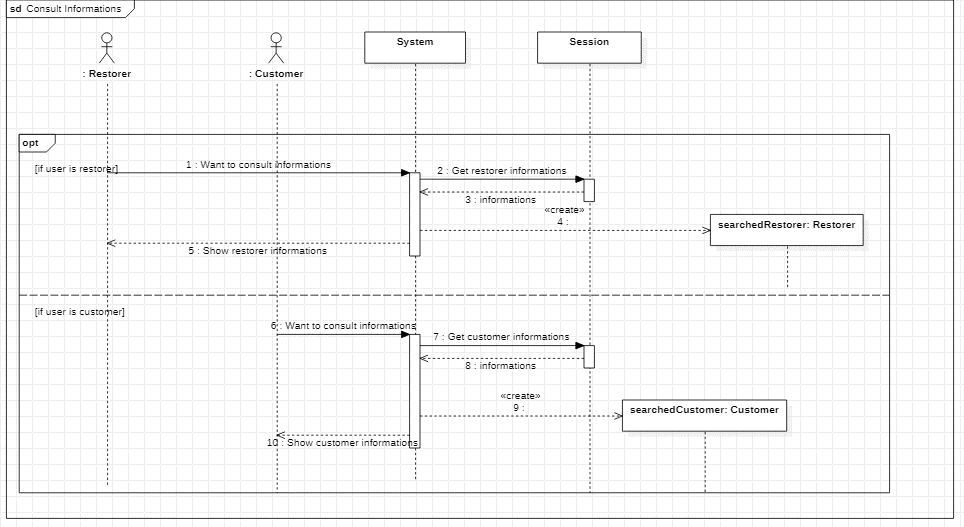 sd Consult Informations
System
Session
: Restorer
: Customer
opt
[if user is restorer]
1 : Want to consult informations
2 : Get restorer informations
3 : informations
«create»
4 :
searchedRestorer: Restorer
5 : Show restorer informations
[if user is customer]
6 : Want to consult informations
7 : Get customer informations
8 : informations
«create»
9 :
searchedCustomer: Customer
10 : Show customer informations